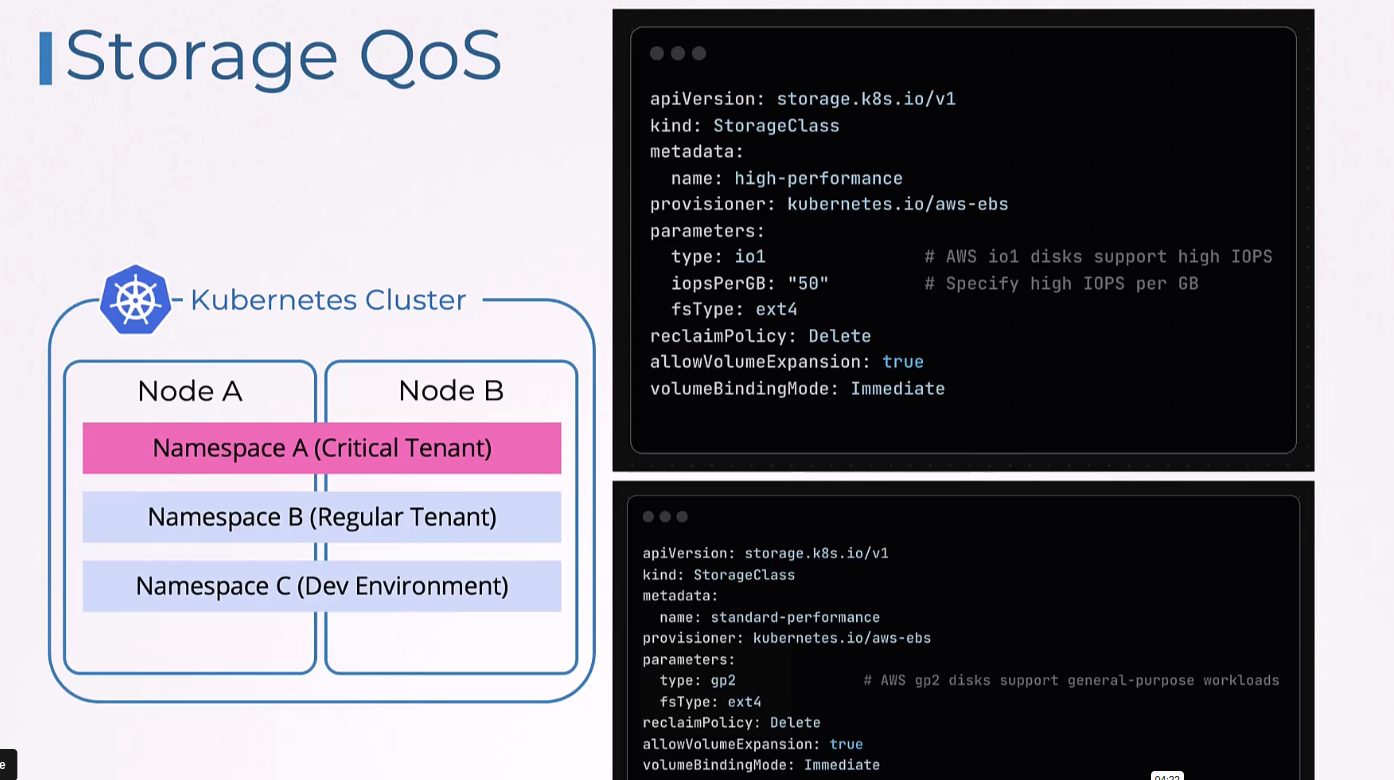 Storage QoS
Kubernetes Cluster
Node A
Node B
Namespace A (Critical Tenant)
Namespace B (Regular Tenant)
Namespace C (Dev Environment)
apiVersion: storage.k8s.io/v1
kind: StorageClass
metadata:
  name: high-performance
provisioner: kubernetes.io/aws-ebs
parameters:
  type: io1 # AWS io1 disks support high IOPS
  iopsPerGB: "50" # Specify high IOPS per GB
  fsType: ext4
reclaimPolicy: Delete
allowVolumeExpansion: true
volumeBindingMode: Immediate
apiVersion: storage.k8s.io/v1
kind: StorageClass
metadata:
  name: standard-performance
provisioner: kubernetes.io/aws-ebs
parameters:
  type: gp2 # AWS gp2 disks support general-purpose workloads
  fsType: ext4
reclaimPolicy: Delete
allowVolumeExpansion: true
volumeBindingMode: Immediate